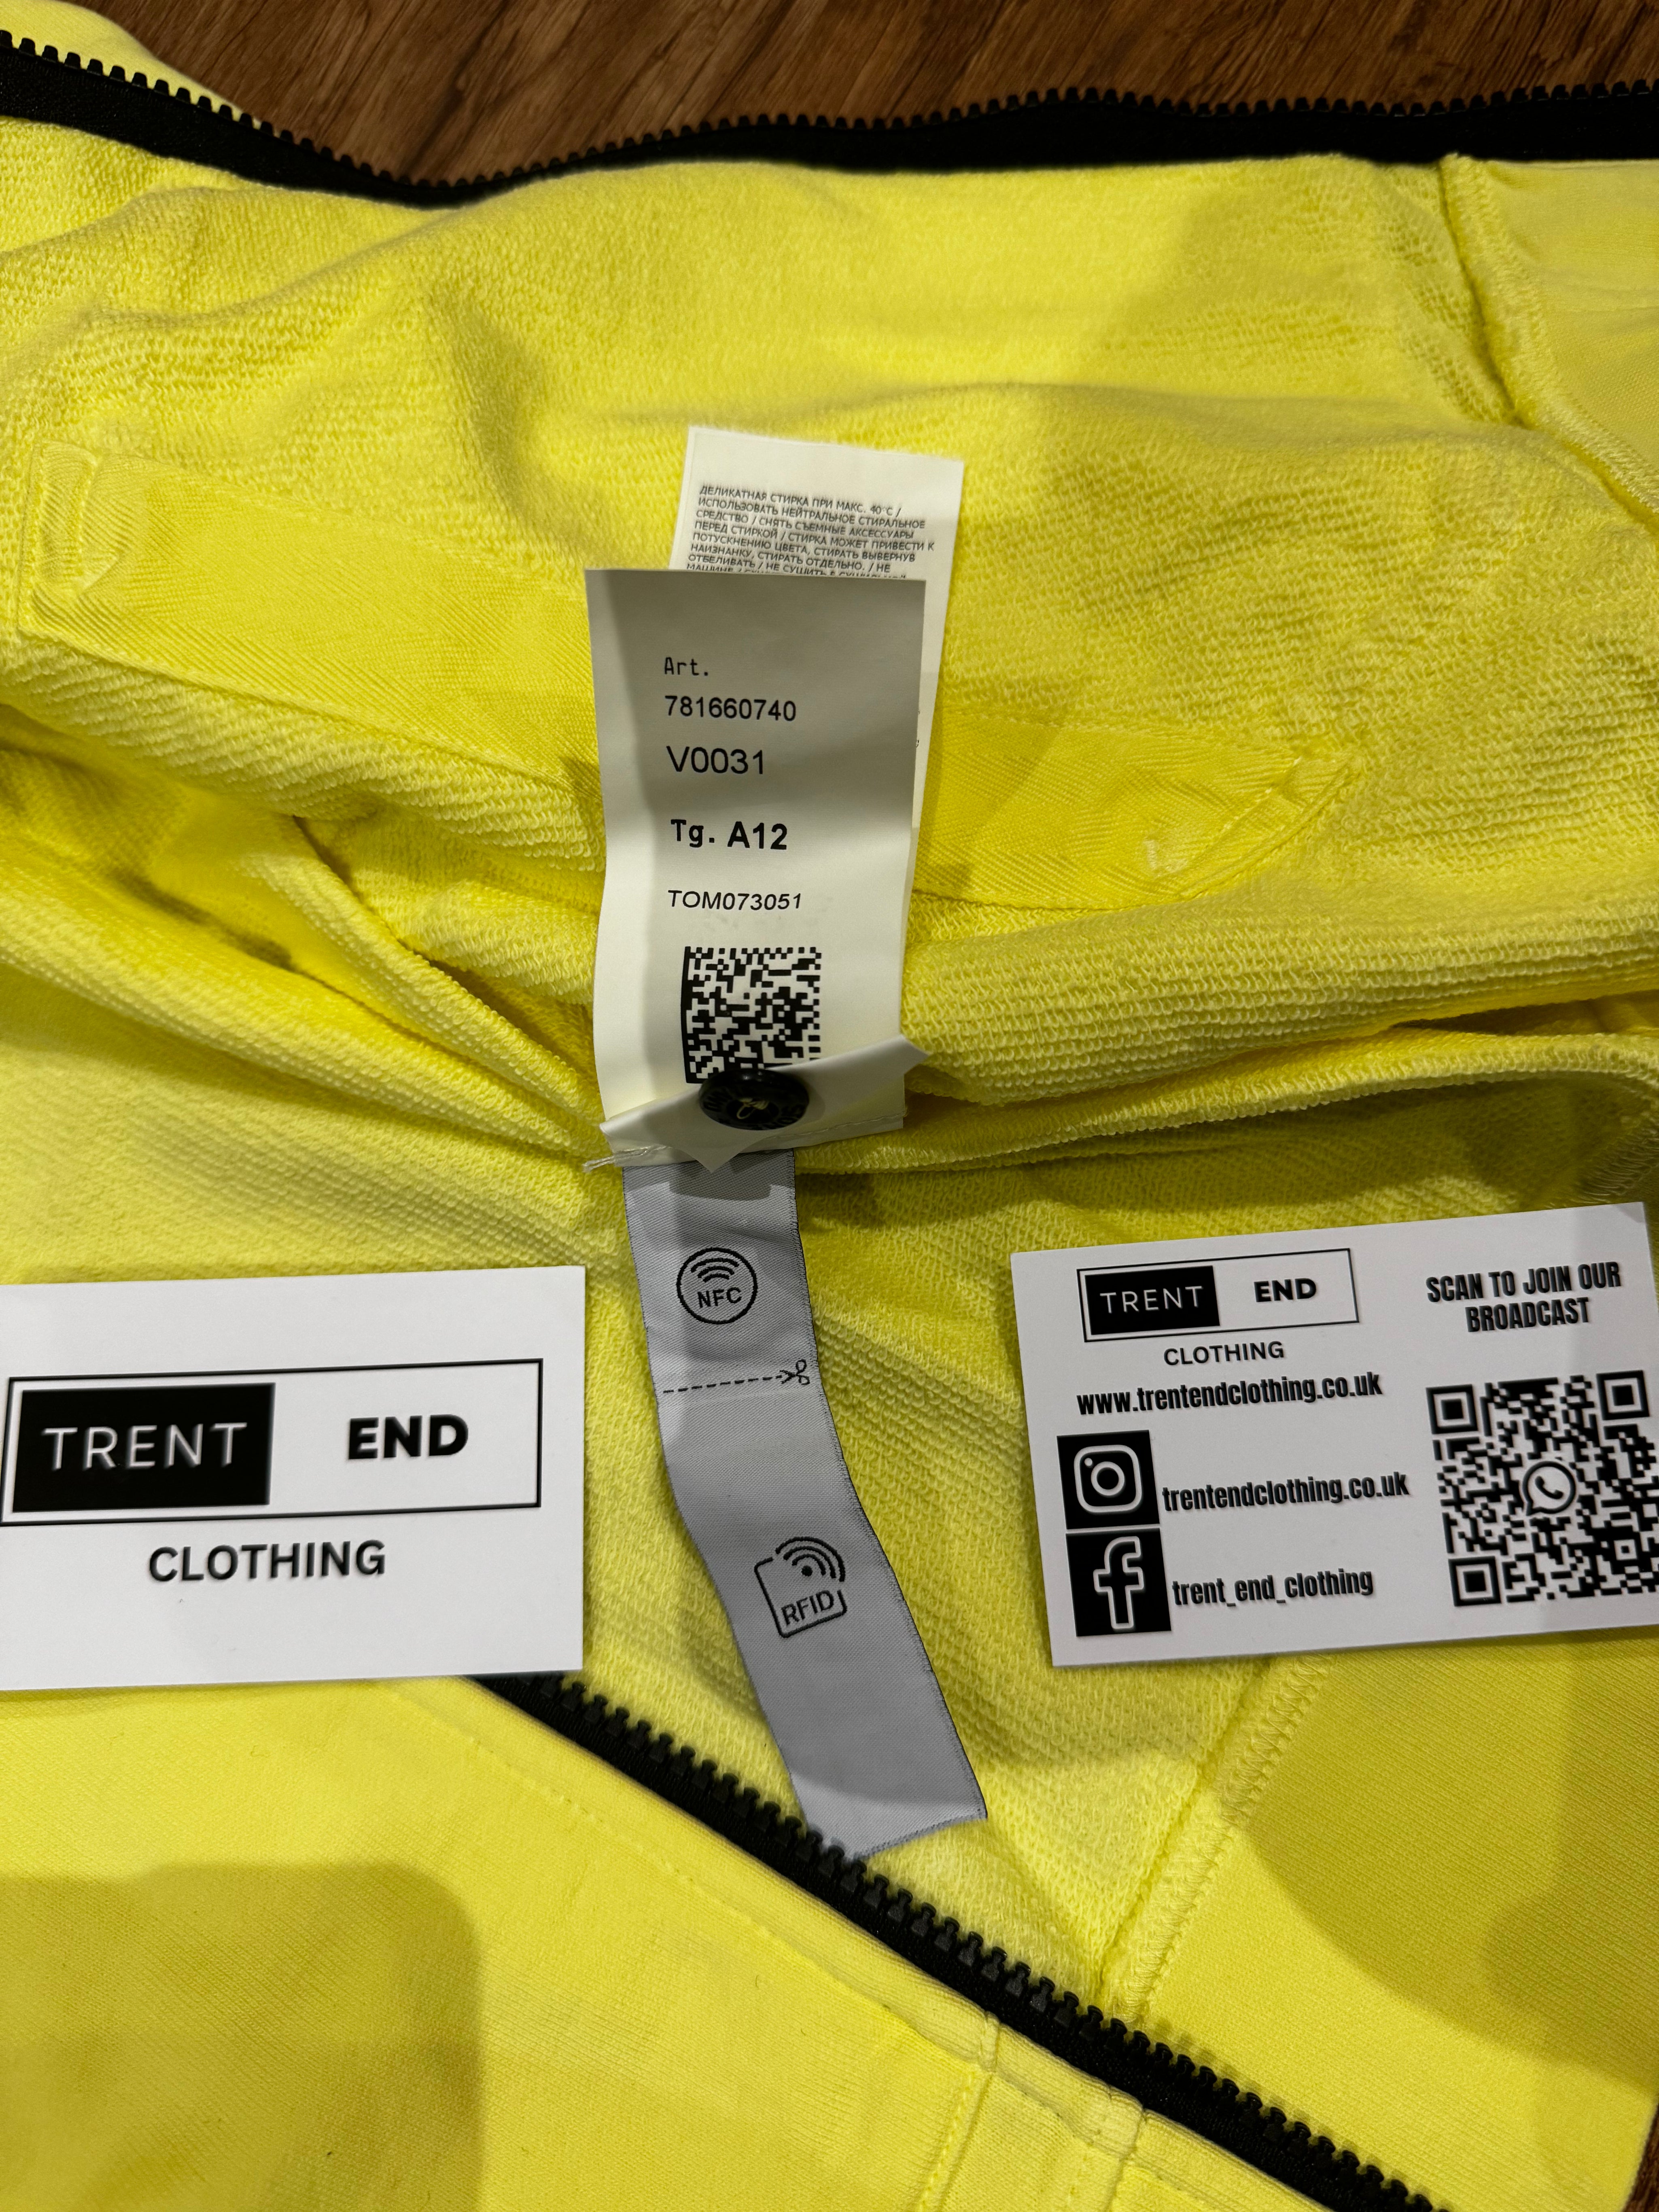 ДЕЛИКАТНАЯ СТИРКА ПРИ МАКС. 40 С /
ИСПОЛЬЗОВАТЬ НЕЙТРАЛЬНОЕ СТИРАЛЬНОЕ
СРЕДСТВО / СНЯТЬ СЪЕМНЫЕ АКСЕССУАРЫ
ПЕРЕД СТИРКОЙ / СТИРКА МОЖЕТ ПРИВЕСТИ К
ПОТУСКНЕНИЮ ЦВЕТА, СТИРАТЬ ВЫВЕРНУВ
НАИЗНАНКУ, СТИРАТЬ ОТДЕЛЬНО. / НЕ
ОТБЕЛИВАТЬ / НЕ СУШИТЬ В СУШИЛЬНОЙ
МАШИНЕ /
Art.
781660740
V0031
Tg. A12
TOM073051
NFC
RFID
TRENT END
CLOTHING
TRENT END
CLOTHING
www.trentendclothing.co.uk
trentendclothing.co.uk
trent_end_clothing
SCAN TO JOIN OUR
BROADCAST